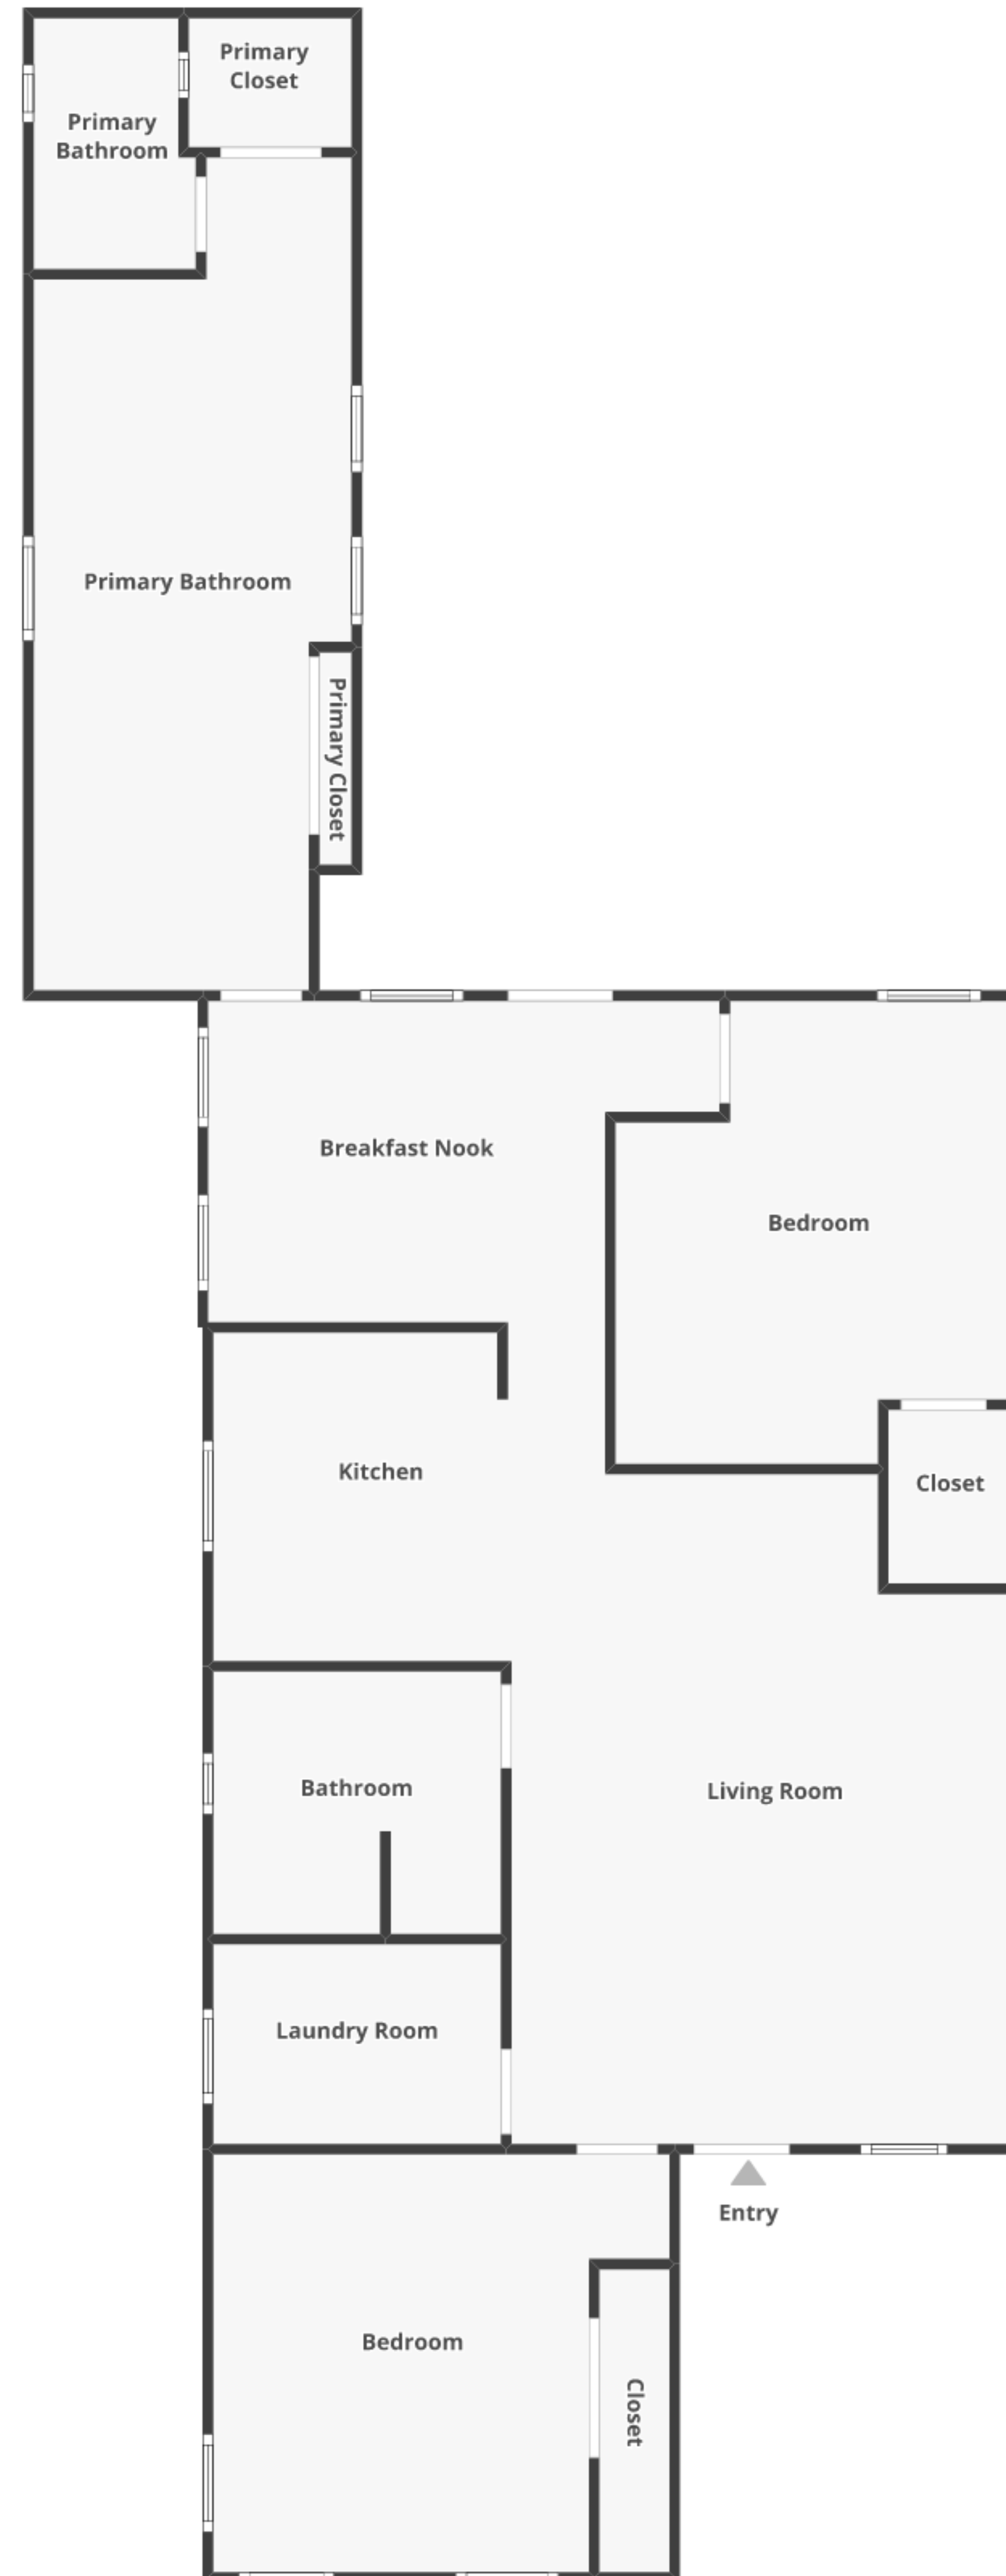 Primary
Closet
Primary
Bathroom
Primary Bathroom
Primary Closet
Breakfast Nook
Bedroom
Kitchen
Closet
Bathroom
Living Room
Laundry Room
Entry
Bedroom
Closet